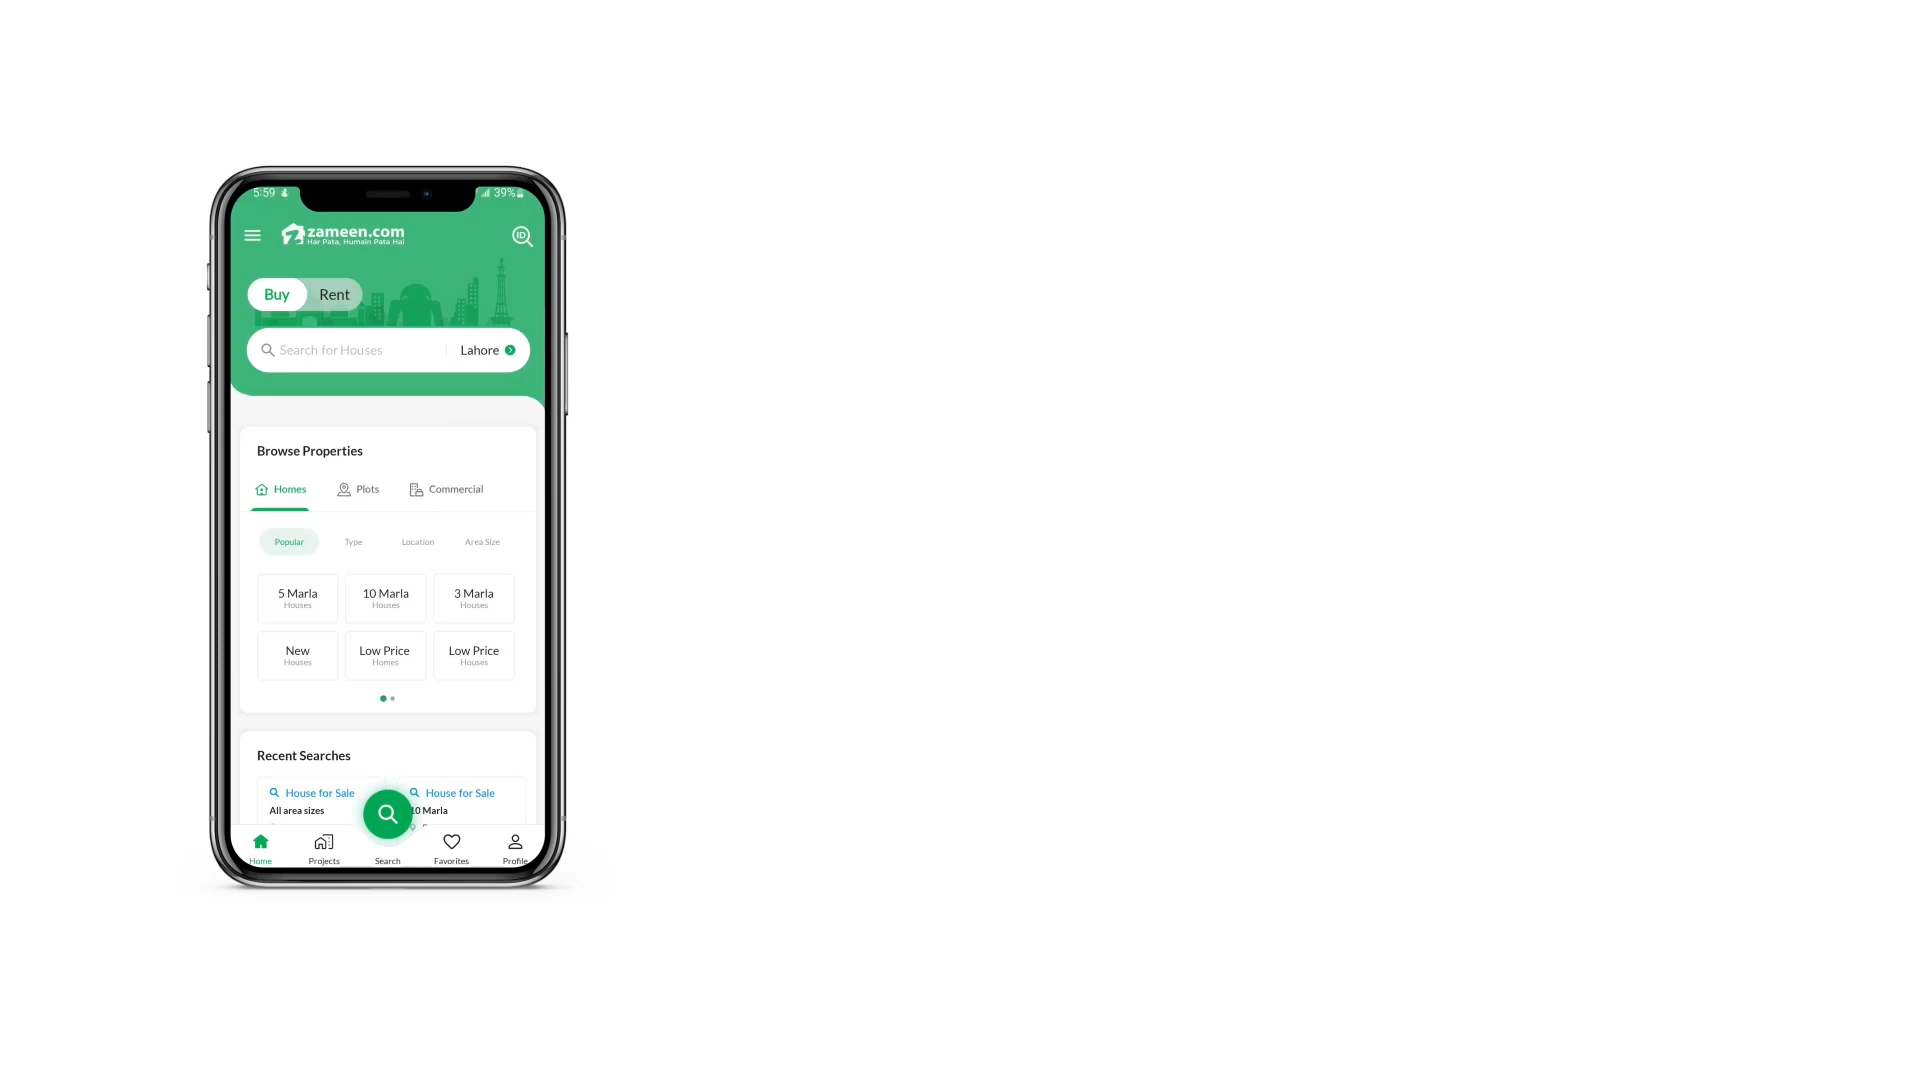 5:59
39%
zameen.com
Har Pata, Humain Pata Hai
ID
Buy Rent
Search for Houses Lahore
Browse Properties
Homes Plots Commercial
Popular Type Location Area Size
5 Marla 10 Marla 3 Marla
Houses Houses Houses
New Low Price Low Price
Houses Homes Houses
Recent Searches
House for Sale House for Sale
All area sizes 10 Marla
Home Projects Search Favorites Profile